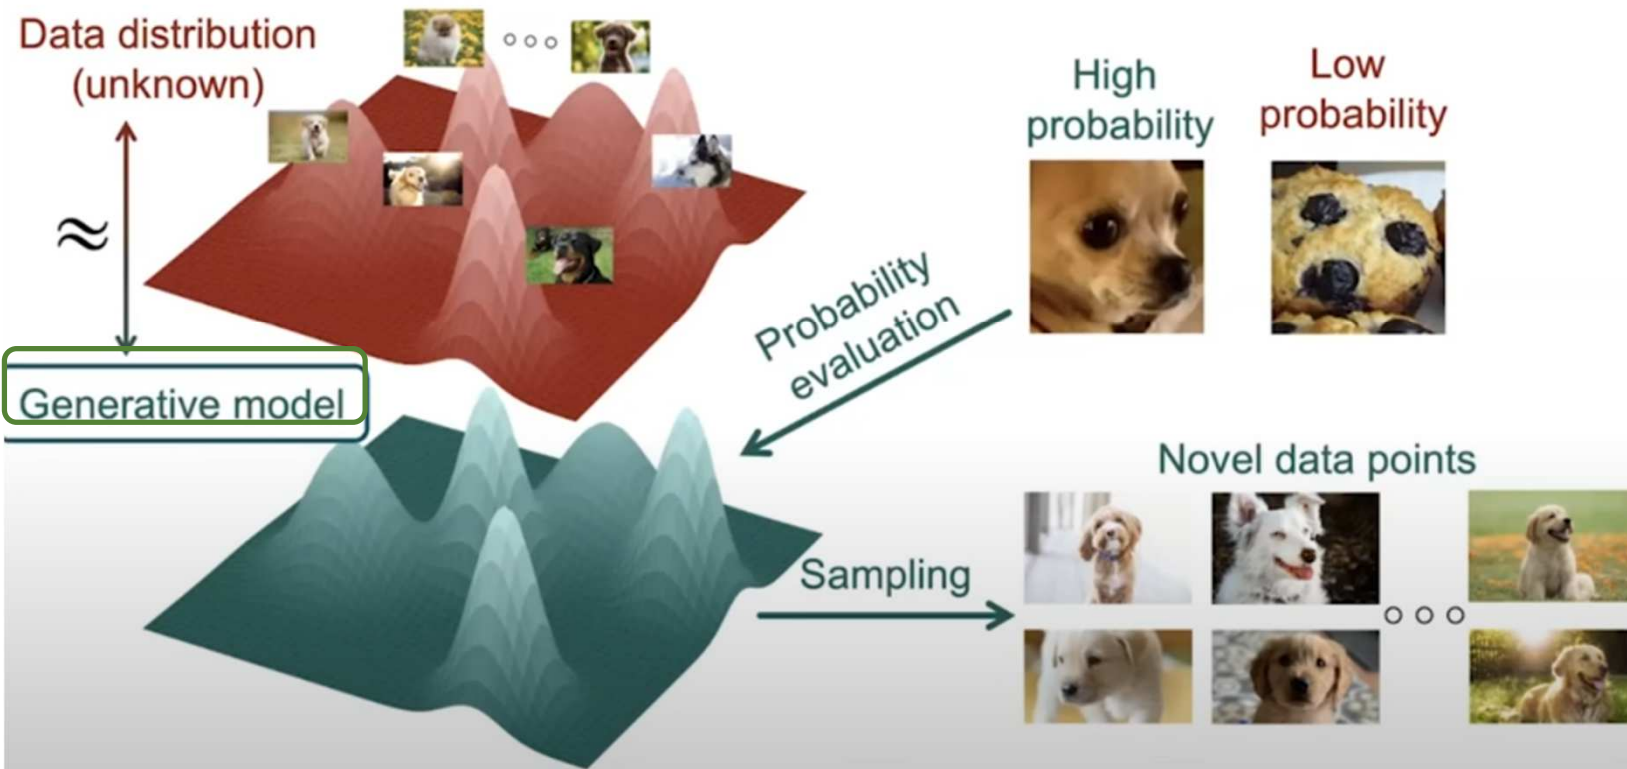 Data distribution
(unknown)
≈
Generative model
High
probability
Low
probability
Probability
evaluation
Novel data points
Sampling